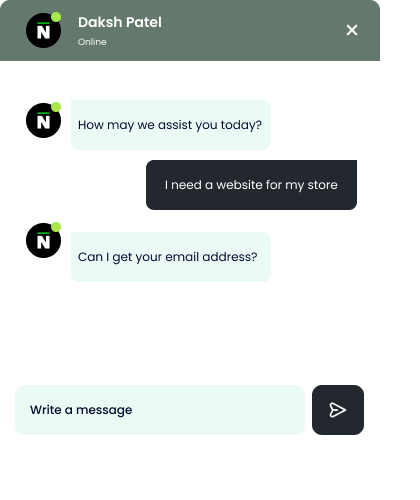 N
Daksh Patel
Online
N
How may we assist you today?
I need a website for my store
N
Can I get your email address?
Write a message